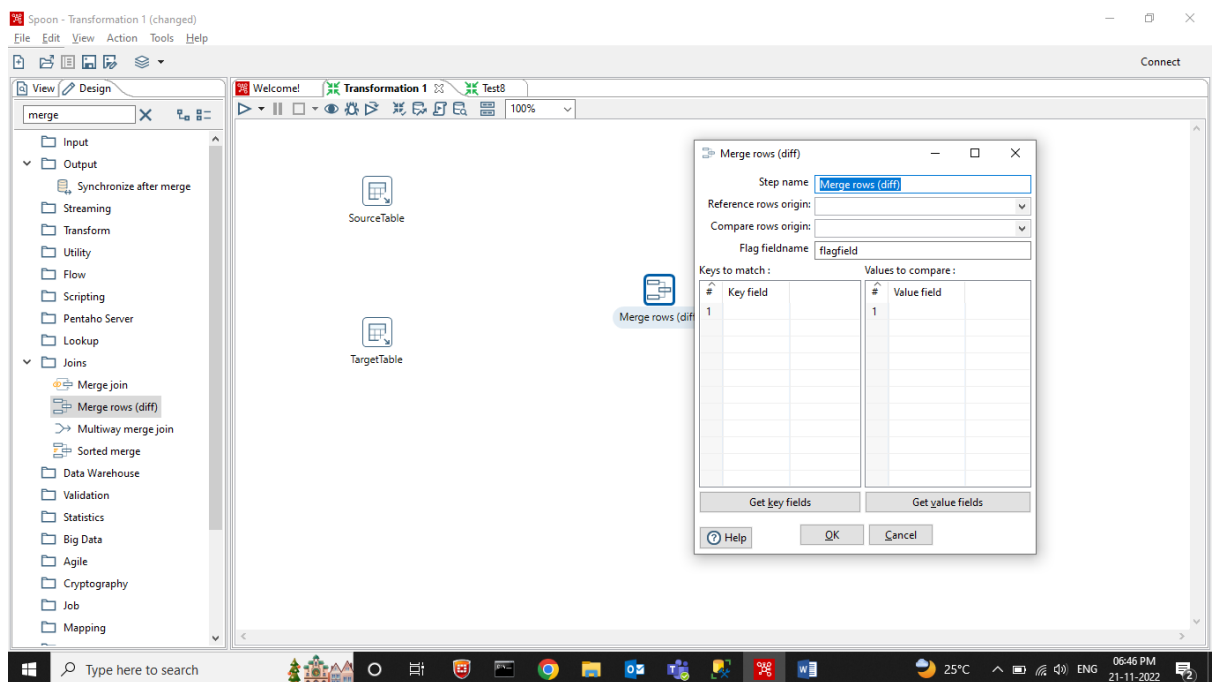 Spoon - Transformation 1 (changed)
File Edit View Action Tools Help
Connect
View Design
merge
Input
Output
Synchronize after merge
Streaming
Transform
Utility
Flow
Scripting
Pentaho Server
Lookup
Joins
Merge join
Merge rows (diff)
Multiway merge join
Sorted merge
Data Warehouse
Validation
Statistics
Big Data
Agile
Cryptography
Job
Mapping
Welcome! Transformation 1 Test8
100%
SourceTable
TargetTable
Merge rows (diff
Merge rows (diff)
Step name Merge rows (diff)
Reference rows origin:
Compare rows origin:
Flag fieldname flagfield
Keys to match : Values to compare :
# Key field # Value field
1 1
Get key fields Get value fields
Help OK Cancel
Type here to search
25°C ENG 06:46 PM
21-11-2022
2